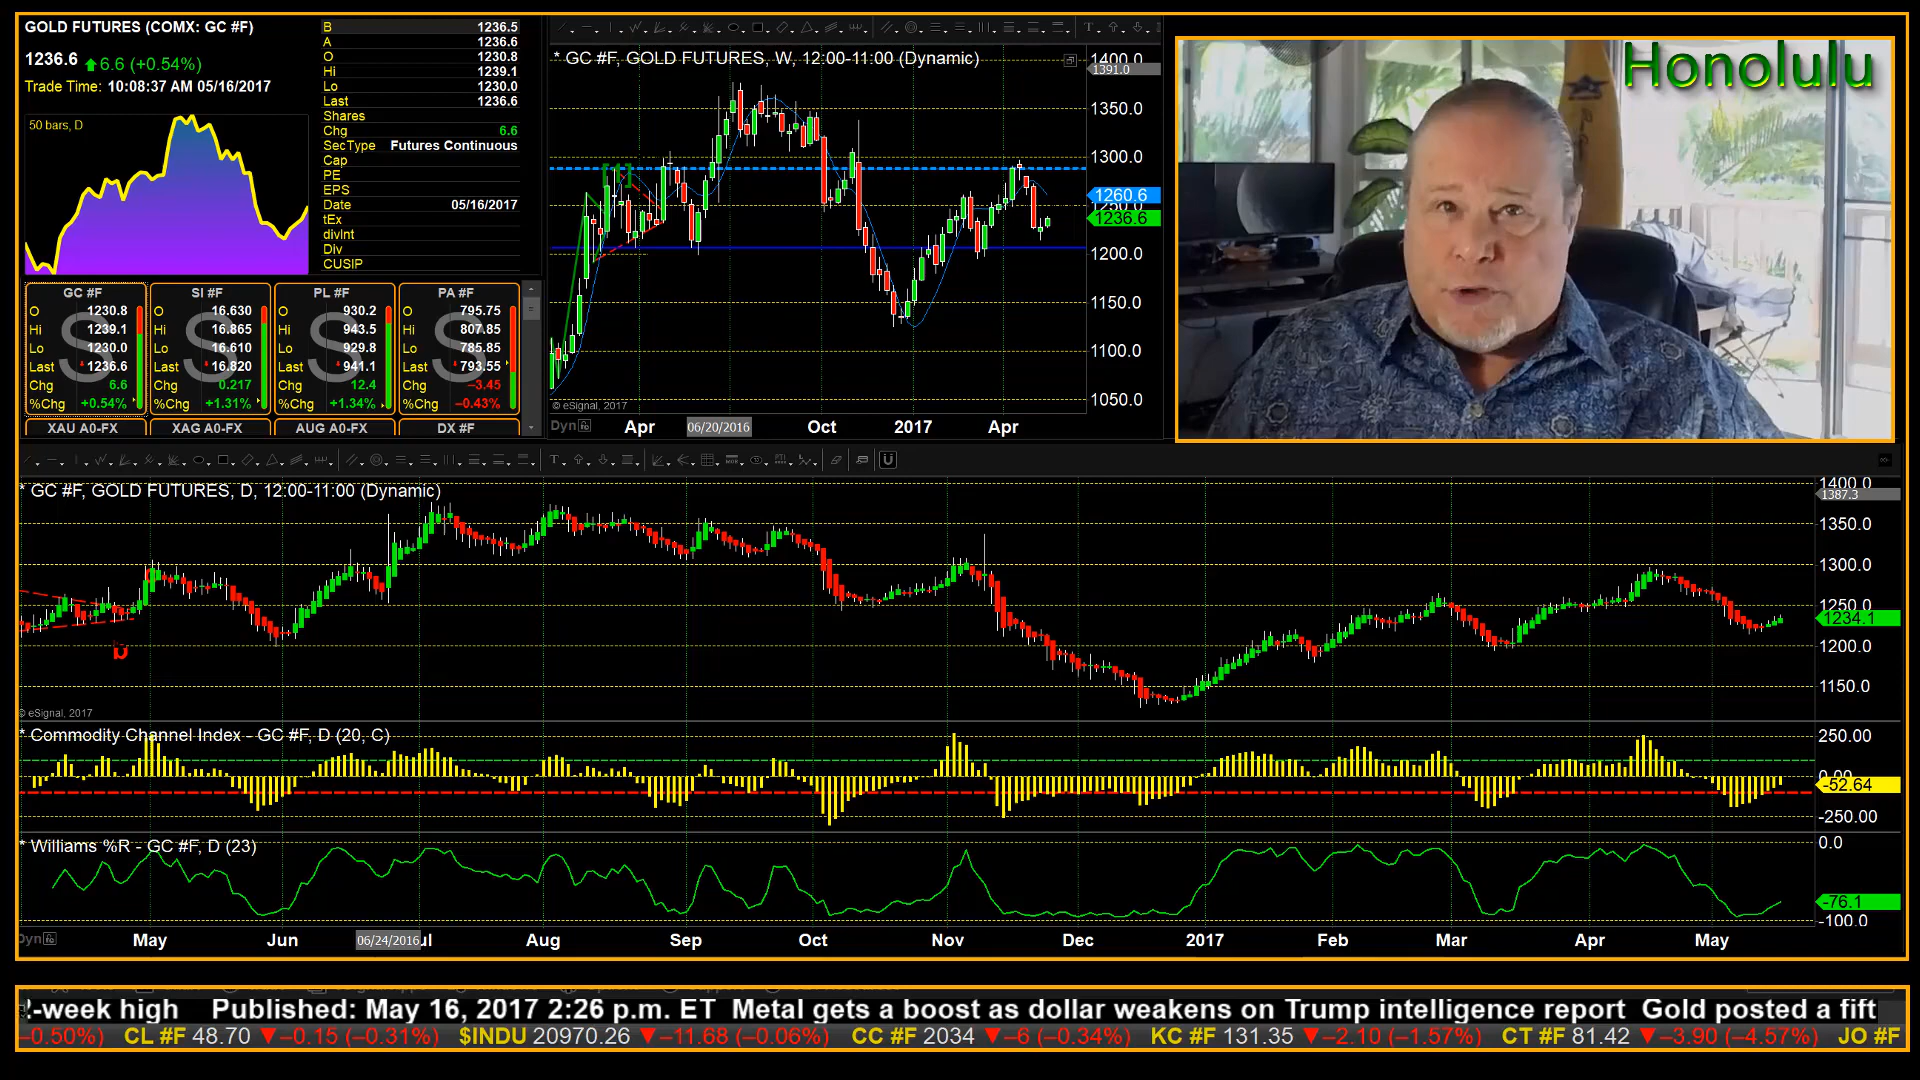 GOLD FUTURES (COMX: GC #F)
1236.6 6.6 (+0.54%)
Trade Time: 10:08:37 AM 05/16/2017
50 bars, D
B 1236.5
A 1236.6
O 1230.8
Hi 1239.1
Lo 1230.0
Last 1236.6
Shares
Chg 6.6
SecType Futures Continuous
Cap
PE
EPS
Date 05/16/2017
tEx
divInt
Div
CUSIP
GC #F
O 1230.8
Hi 1239.1
Lo 1230.0
Last 1236.6
Chg 6.6
%Chg +0.54%
SI #F
O 16.630
Hi 16.865
Lo 16.610
Last 16.820
Chg 0.217
%Chg +1.31%
PL #F
O 930.2
Hi 943.5
Lo 929.8
Last 941.1
Chg 12.4
%Chg +1.34%
PA #F
O 795.75
Hi 807.85
Lo 785.85
Last 793.55
Chg -3.45
%Chg -0.43%
S S S S
XAU A0-FX XAG A0-FX AUG A0-FX DX #F
* GC #F, GOLD FUTURES, W, 12:00-11:00 (Dynamic)
1400.0
1391.0
1350.0
1300.0
1260.6
1250.0
1236.6
1200.0
1150.0
1100.0
1050.0
© eSignal, 2017
Dyn Apr 06/20/2016 Oct 2017 Apr
Honolulu
* GC #F, GOLD FUTURES, D, 12:00-11:00 (Dynamic)
1400.0
1387.3
1350.0
1300.0
1250.0
1234.1
1200.0
1150.0
© eSignal, 2017
* Commodity Channel Index - GC #F, D (20, C)
250.00
0.00
-52.64
-250.00
* Williams %R - GC #F, D (23)
0.0
-76.1
-100.0
Dyn May Jun 06/24/2016 Jul Aug Sep Oct Nov Dec 2017 Feb Mar Apr May
-week high Published: May 16, 2017 2:26 p.m. ET Metal gets a boost as dollar weakens on Trump intelligence report Gold posted a fift
-0.50%) CL #F 48.70 ▼-0.15 (-0.31%) $INDU 20970.26 ▼-11.68 (-0.06%) CC #F 2034 ▼-6 (-0.34%) KC #F 131.35 ▼-2.10 (-1.57%) CT #F 81.42 ▼-3.90 (-4.57%) JO #F